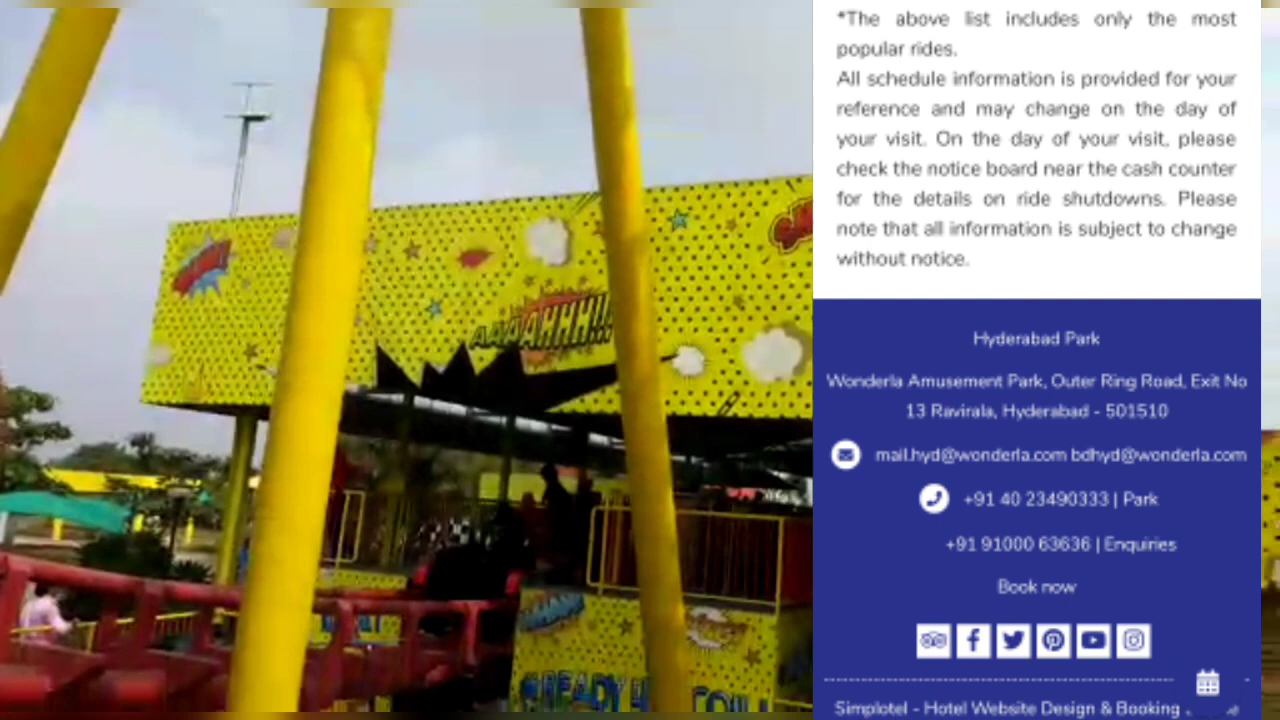 AAAAHHH!!!
*The above list includes only the most
popular rides.
All schedule information is provided for your
reference and may change on the day of
your visit. On the day of your visit, please
check the notice board near the cash counter
for the details on ride shutdowns. Please
note that all information is subject to change
without notice.
Hyderabad Park
Wonderla Amusement Park, Outer Ring Road, Exit No
13 Ravirala, Hyderabad - 501510
mail.hyd@wonderla.com bdhyd@wonderla.com
+91 40 23490333 | Park
+91 91000 63636 | Enquiries
Book now
Simplotel - Hotel Website Design & Booking